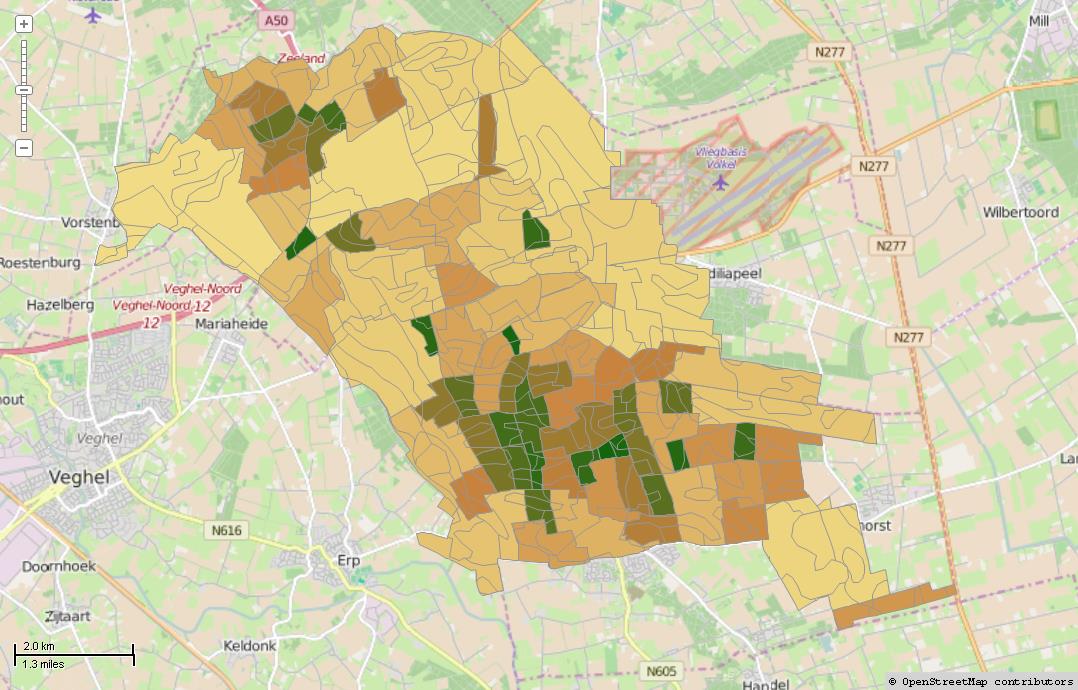 A50
Zeeland
N277
Mill
Vliegbasis
Volkel
N277
Wilbertoord
Vorstenb
N277
Roestenburg
diliapeel
Veghel-Noord
Hazelberg
Veghel-Noord 12
12
Mariaheide
N277
hout
Veghel
Veghel
La
horst
N616
Erp
Doornhoek
Zijtaart
Keldonk
2.0 km
1.3 miles
N605
Handel
© OpenStreetMap contributors